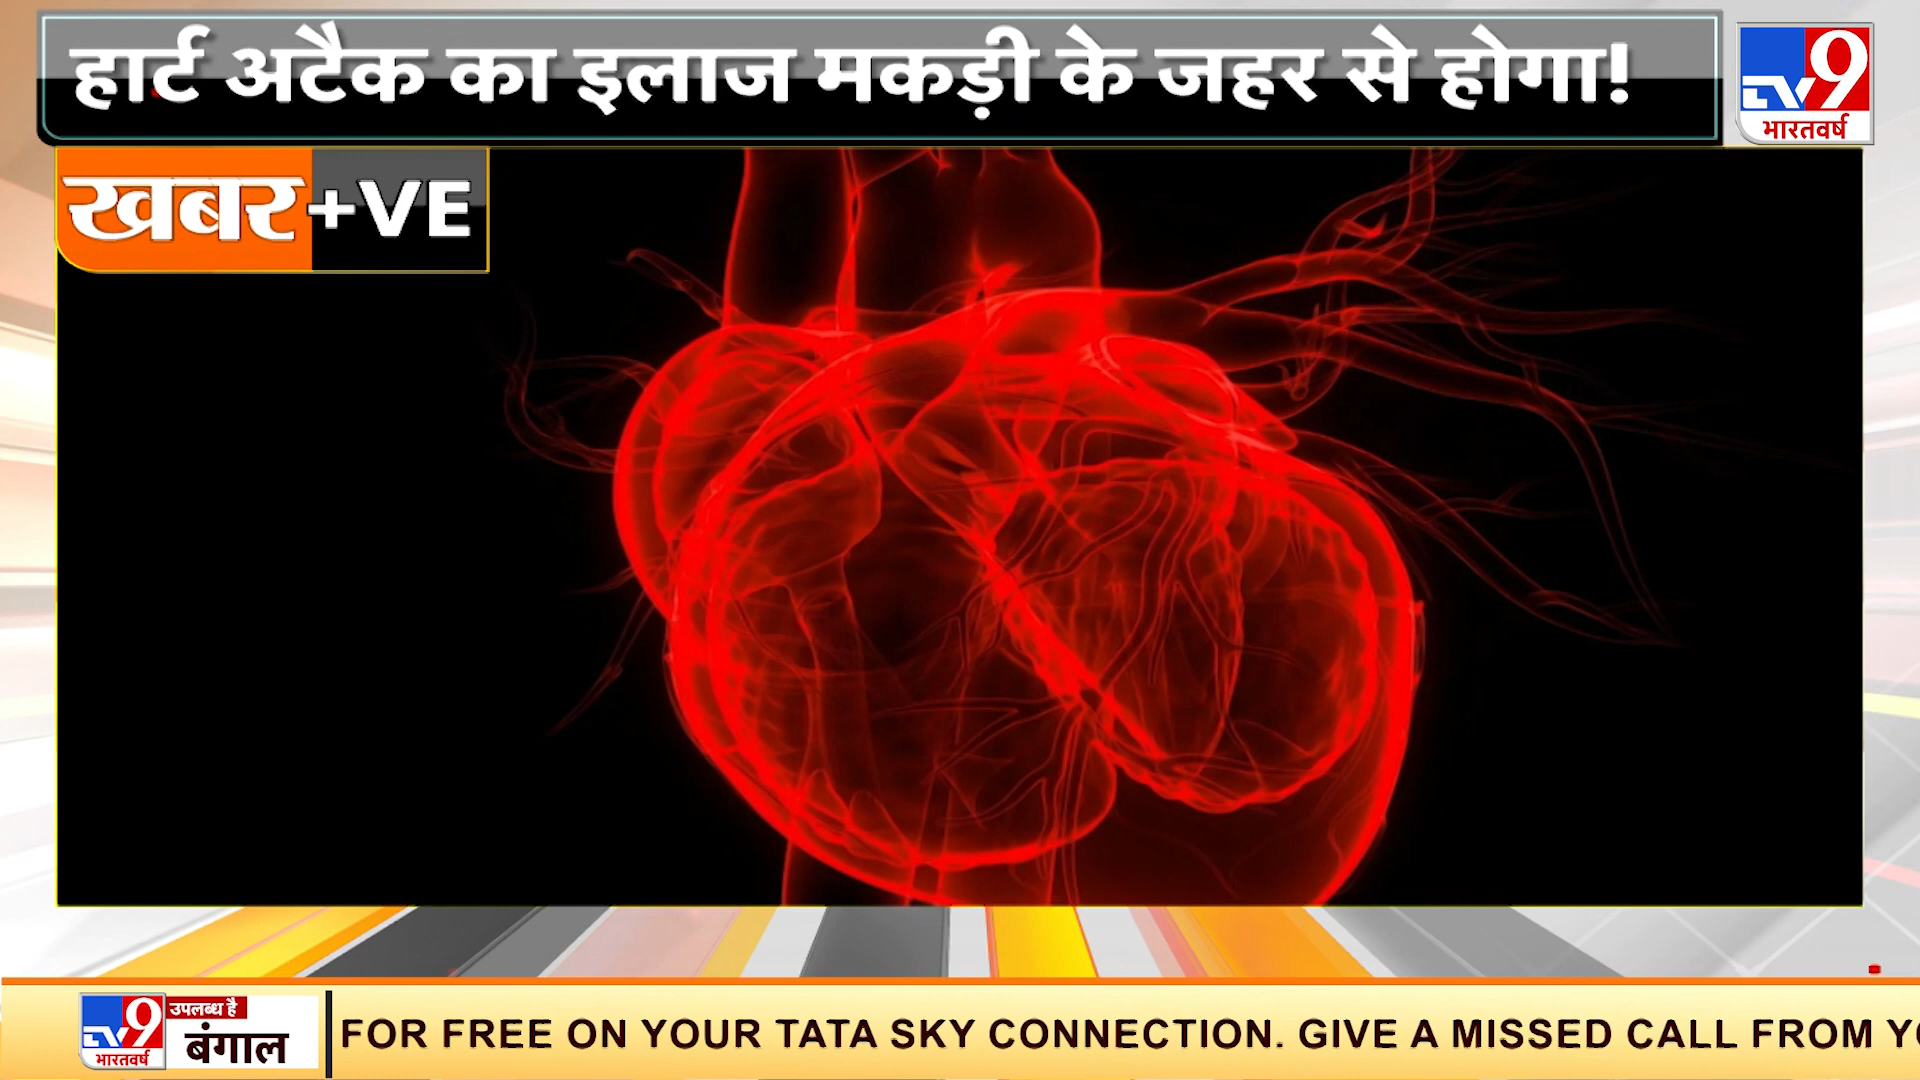 हार्ट अटैक का इलाज मकड़ी के जहर से होगा!
TV9
भारतवर्ष
खबर+VE
TV9
भारतवर्ष
उपलब्ध है
बंगाल
FOR FREE ON YOUR TATA SKY CONNECTION. GIVE A MISSED CALL FROM